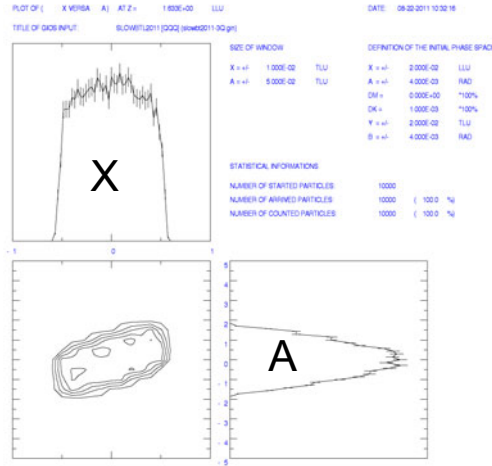 PLOT OF ( X VERSA A ) AT Z = 1.633E+00 LLU DATE: 08-22-2011 10:32:16
TITLE OF GIOS INPUT: SLOWBTL2011 [QQQ] (slowbtl2011-3Q.gin)
SIZE OF WINDOW
X = +/- 1.000E-02 TLU
A = +/- 5.000E-02 TLU
DEFINITION OF THE INITIAL PHASE SPACE
X = +/- 2.000E-02 LLU
A = +/- 4.000E-03 RAD
DM = 0.000E+00 *100%
DK = 1.000E-03 *100%
Y = +/- 2.000E-02 TLU
B = +/- 4.000E-03 RAD
X
STATISTICAL INFORMATIONS:
NUMBER OF STARTED PARTICLES: 10000
NUMBER OF ARRIVED PARTICLES: 10000 ( 100.0 %)
NUMBER OF COUNTED PARTICLES: 10000 ( 100.0 %)
-1 0 1
5
4
3
2
1
0
-1
-2
-3
-4
-5
A